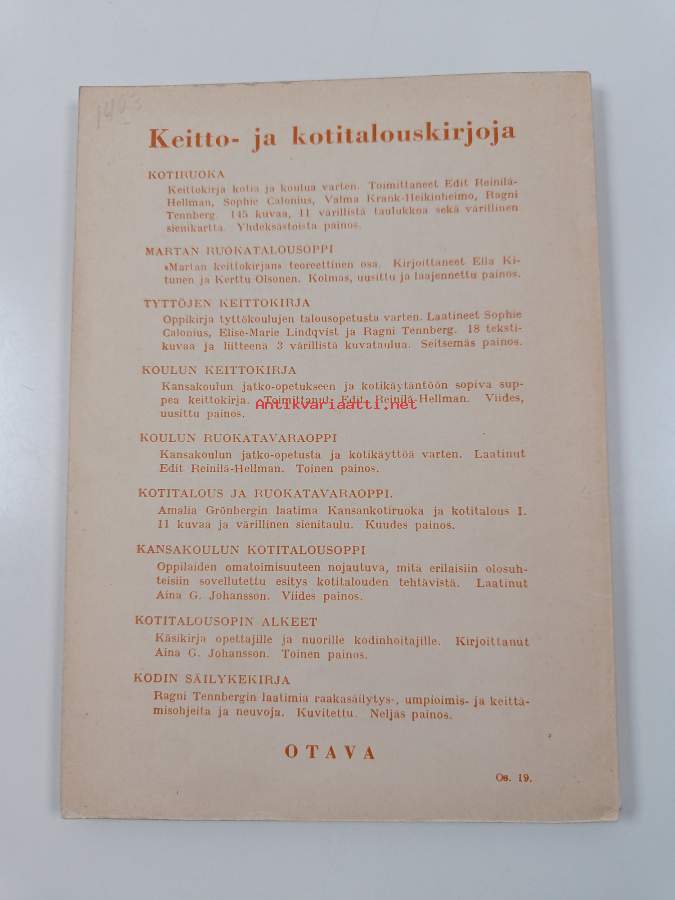 1403
Keitto- ja kotitalouskirjoja
KOTIRUOKA
Keittokirja kotia ja koulua varten. Toimittaneet Edit Reinilä-
Hellman, Sophie Calonius, Valma Krank-Heikinheimo, Ragni
Tennberg. 145 kuvaa, 11 värillistä taulukkoa sekä värillinen
sienikartta. Yhdeksästoista painos.
MARTAN RUOKATALOUSOPPI
»Martan keittokirjan» teoreettinen osa. Kirjoittaneet Ella Ki-
tunen ja Kerttu Olsonen. Kolmas, uusittu ja laajennettu painos.
TYTTÖJEN KEITTOKIRJA
Oppikirja tyttökoulujen talousopetusta varten. Laatineet Sophie
Calonius, Elise-Marie Lindqvist ja Ragni Tennberg. 18 teksti-
kuvaa ja liitteenä 3 värillistä kuvataulua. Seitsemäs painos.
KOULUN KEITTOKIRJA
Kansakoulun jatko-opetukseen ja kotikäytäntöön sopiva sup-
pea keittokirja. Toimittanut Edit Reinilä-Hellman. Viides,
Antikvariaatti.net
uusittu painos.
KOULUN RUOKATAVARAOPPI
Kansakoulun jatko-opetusta ja kotikäyttöä varten. Laatinut
Edit Reinilä-Hellman. Toinen painos.
KOTITALOUS JA RUOKATAVARAOPPI.
Amalia Grönbergin laatima Kansankotiruoka ja kotitalous I.
11 kuvaa ja värillinen sienitaulu. Kuudes painos.
KANSAKOULUN KOTITALOUSOPPI
Oppilaiden omatoimisuuteen nojautuva, mitä erilaisiin olosuh-
teisiin sovellutettu esitys kotitalouden tehtävistä. Laatinut
Aina G. Johansson. Viides painos.
KOTITALOUSOPIN ALKEET
Käsikirja opettajille ja nuorille kodinhoitajille. Kirjoittanut
Aina G. Johansson. Toinen painos.
KODIN SÄILYKEKIRJA
Ragni Tennbergin laatimia raakasäilytys-, umpioimis- ja keittä-
misohjeita ja neuvoja. Kuvitettu. Neljäs painos.
OTAVA
Os. 19.